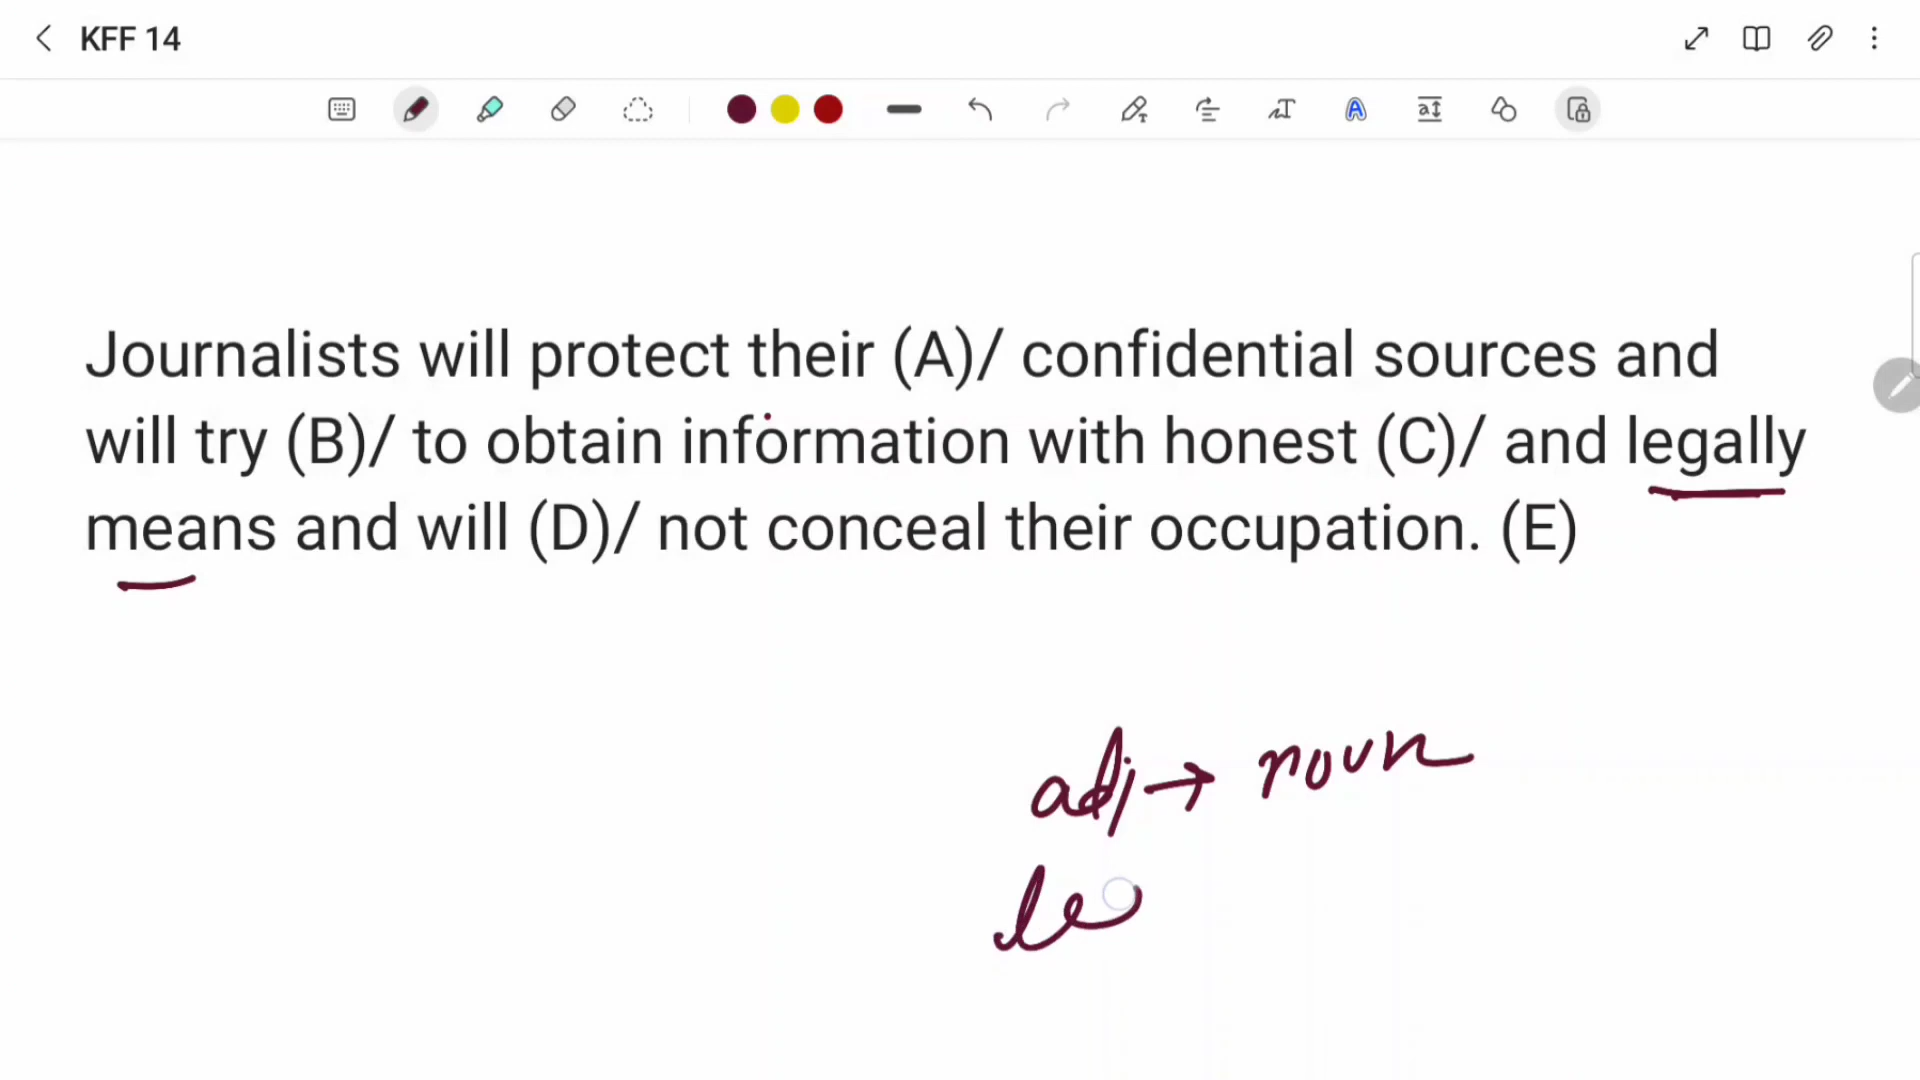 KFF 14
Journalists will protect their (A)/ confidential sources and
will try (B)/ to obtain information with honest (C)/ and legally
means and will (D)/ not conceal their occupation. (E)
adj → noun
le